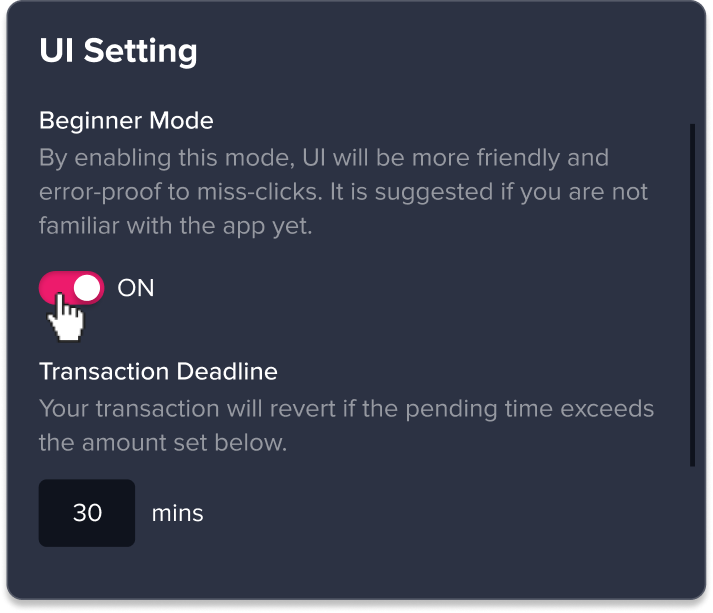 UI Setting
Beginner Mode
By enabling this mode, UI will be more friendly and
error-proof to miss-clicks. It is suggested if you are not
familiar with the app yet.
ON
Transaction Deadline
Your transaction will revert if the pending time exceeds
the amount set below.
30 mins